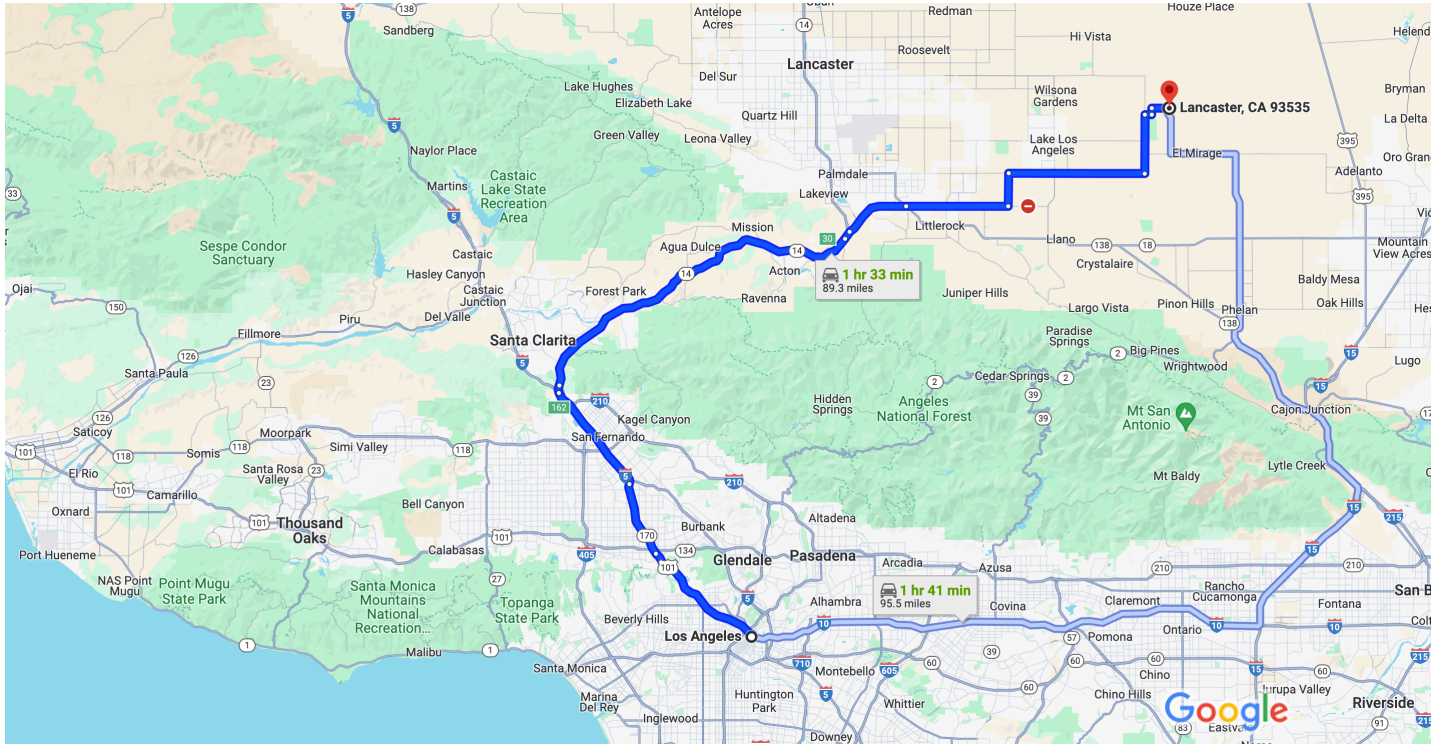 138
Sandberg
5
Antelope
Acres
14
Redman
Houze Place
Roosevelt
Hi Vista
Lancaster
Del Sur
Lake Hughes
Elizabeth Lake
Wilsona
Gardens
Bryman
Lancaster, CA 93535
La Delta
Quartz Hill
5
Green Valley
Leona Valley
Lake Los
Angeles
395
Naylor Place
El Mirage
Adelanto
Martins
Castaic
Lake State
Recreation
Area
Palmdale
Lakeview
33
5
395
Mission
Littlerock
30
Sespe Condor
Sanctuary
Agua Dulce
14
Llano
138
18
Mountain
View Acres
Castaic
Crystalaire
Hasley Canyon
14
Acton
1 hr 33 min
89.3 miles
Baldy Mesa
Ojai
Castaic
Junction
Forest Park
Ravenna
Juniper Hills
Oak Hills
150
Del Valle
Largo Vista
Pinon Hills
Phelan
Piru
138
Fillmore
Santa Clarita
Paradise
Springs
126
5
2
Big Pines
15
Lugo
Santa Paula
Wrightwood
23
2
Cedar Springs
2
15
Hidden
Springs
Angeles
National Forest
39
162
210
Mt San
Antonio
Cajon Junction
126
Kagel Canyon
39
Saticoy
Moorpark
San Fernando
101
118
Somis
118
Simi Valley
118
El Rio
Santa Rosa
Valley
23
Lytle Creek
5
210
Mt Baldy
101
Camarillo
Bell Canyon
15
Oxnard
101
Thousand
Oaks
101
Burbank
Altadena
215
170
Port Hueneme
Calabasas
405
134
Glendale
Pasadena
15
101
Arcadia
Azusa
210
210
NAS Point
Mugu
Point Mugu
State Park
27
Santa Monica
Mountains
National
Recreation...
1 hr 41 min
95.5 miles
Rancho
Cucamonga
5
Topanga
State Park
Alhambra
Covina
Claremont
Fontana
Beverly Hills
10
Ontario
10
10
Los Angeles
57
Pomona
1
Malibu
1
39
215
Santa Monica
710
Montebello
605
60
60
Chino
15
60
60
Marina
Del Rey
Huntington
Park
5
Whittier
Chino Hills
Jurupa Valley
Google
Riverside
Inglewood
83
91
215
Downey